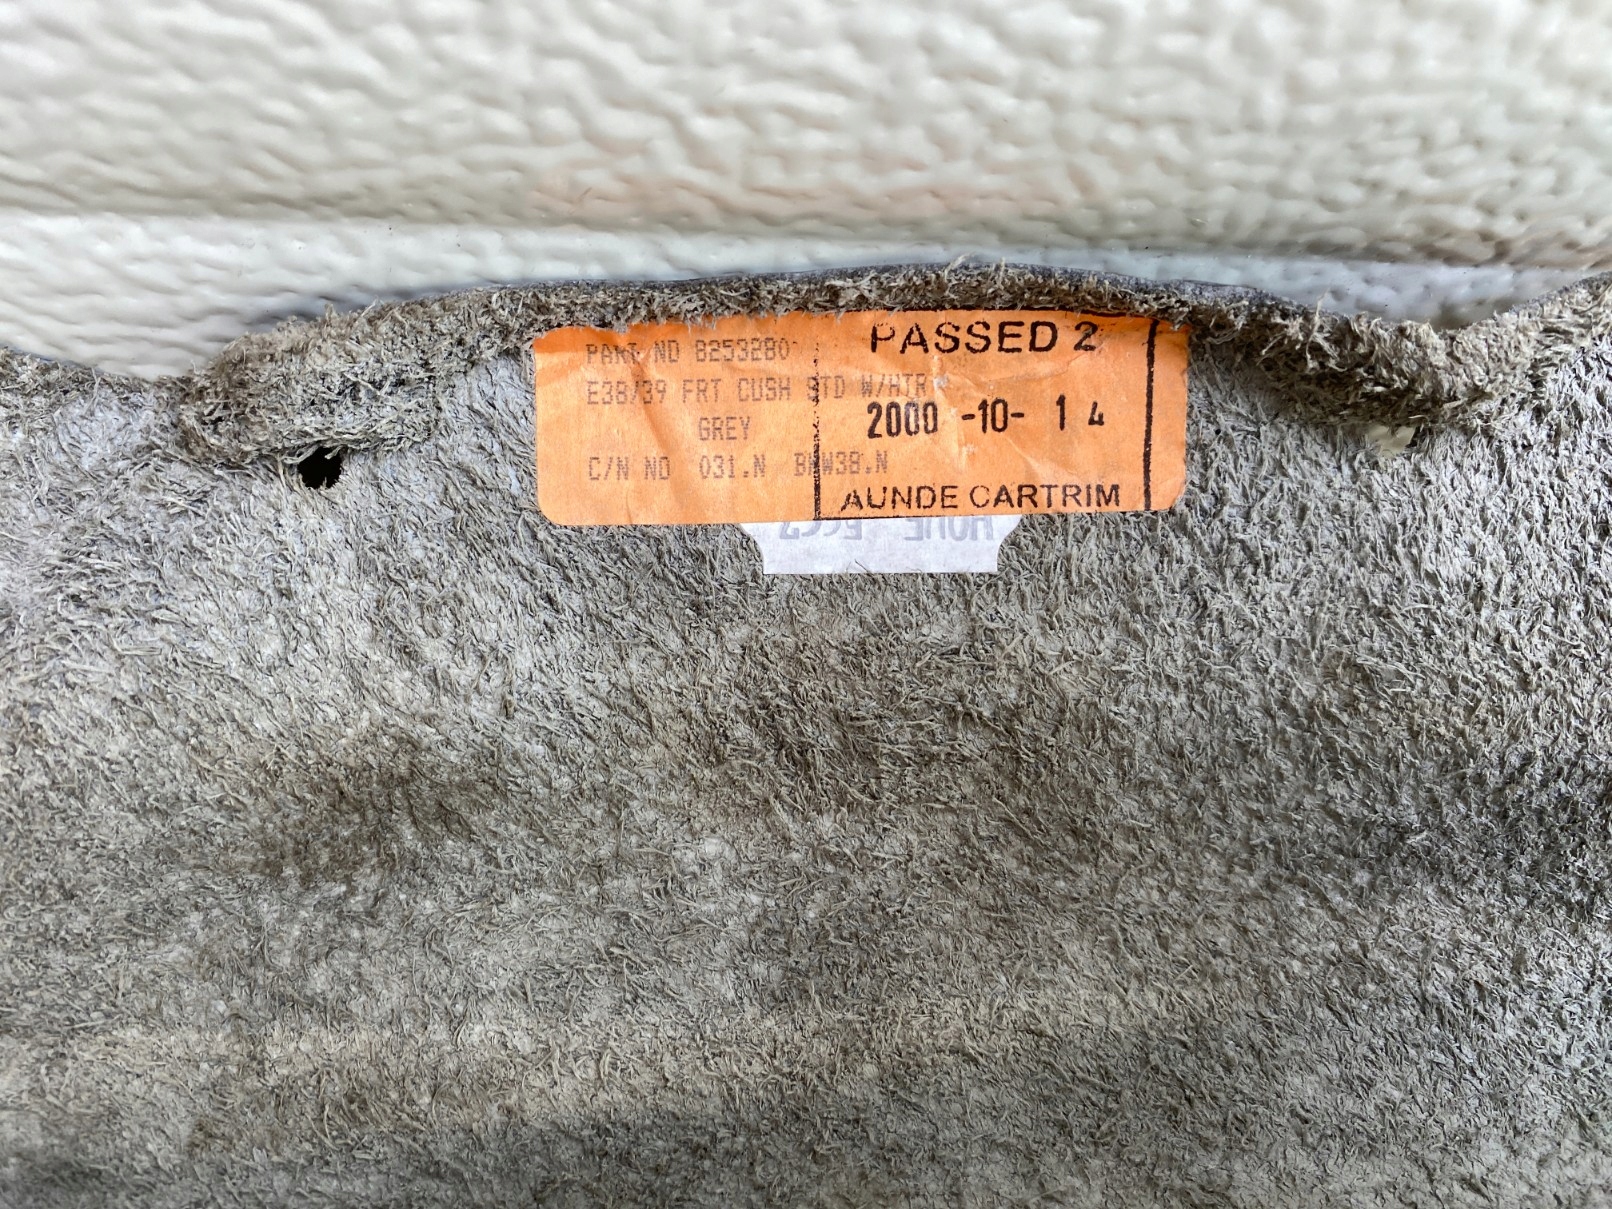 PART NO 8253280
E38/39 FRT CUSH STD W/HTR
GREY
C/N NO 031.N BMW38.N
PASSED 2
2000 -10- 14
AUNDE CARTRIM